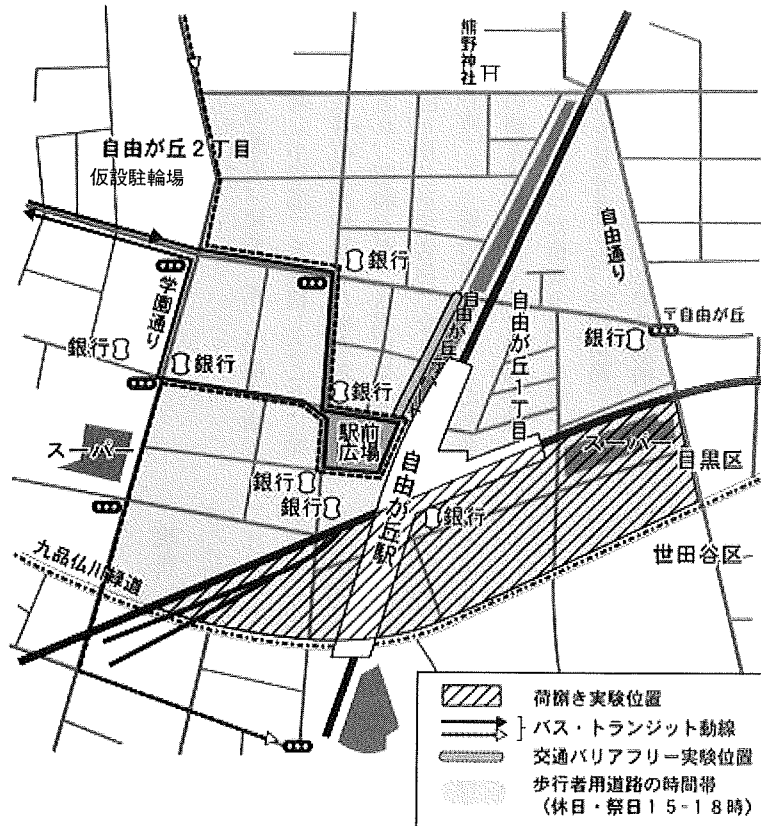 熊野神社
自由が丘2丁目
仮設駐輪場
自由通り
銀行
学園通り
自由が丘
自由が丘1丁目
〒自由が丘
銀行
銀行
銀行
銀行
駅前広場
スーパー
スーパー
目黒区
銀行
銀行
自由が丘駅
銀行
九品仏川緑道
世田谷区
荷捌き実験位置
バス・トランジット動線
交通バリアフリー実験位置
歩行者用道路の時間帯
(休日・祭日15-18時)